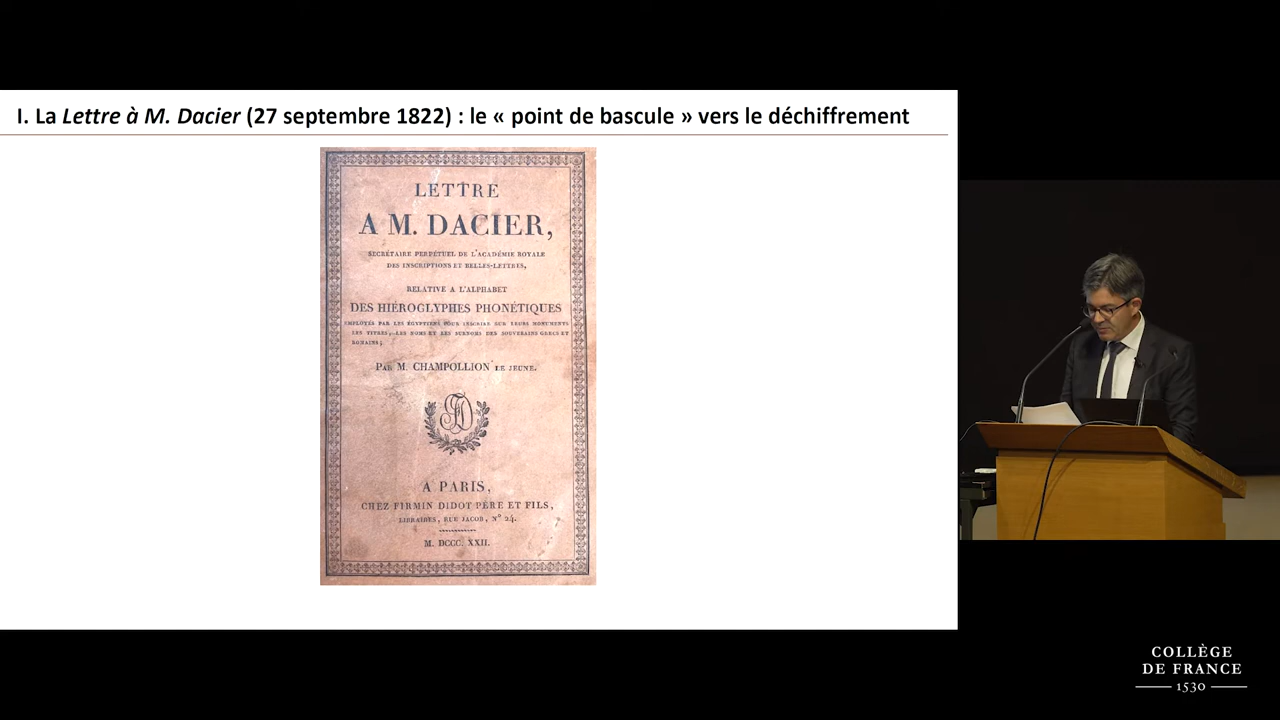 I. La Lettre à M. Dacier (27 septembre 1822) : le « point de bascule » vers le déchiffrement
LETTRE
A M. DACIER,
SECRÉTAIRE PERPÉTUEL DE L'ACADÉMIE ROYALE
DES INSCRIPTIONS ET BELLES-LETTRES,
RELATIVE A L'ALPHABET
DES HIÉROGLYPHES PHONÉTIQUES
EMPLOYÉS PAR LES ÉGYPTIENS POUR INSCRIRE SUR LEURS MONUMENTS
LES TITRES, LES NOMS ET LES SURNOMS DES SOUVERAINS GRECS ET
ROMAINS;
PAR M. CHAMPOLLION LE JEUNE.
A PARIS,
CHEZ FIRMIN DIDOT PÈRE ET FILS,
LIBRAIRES, RUE JACOB, N° 24.
M. DCCC. XXII.
COLLÈGE
DE FRANCE
1530